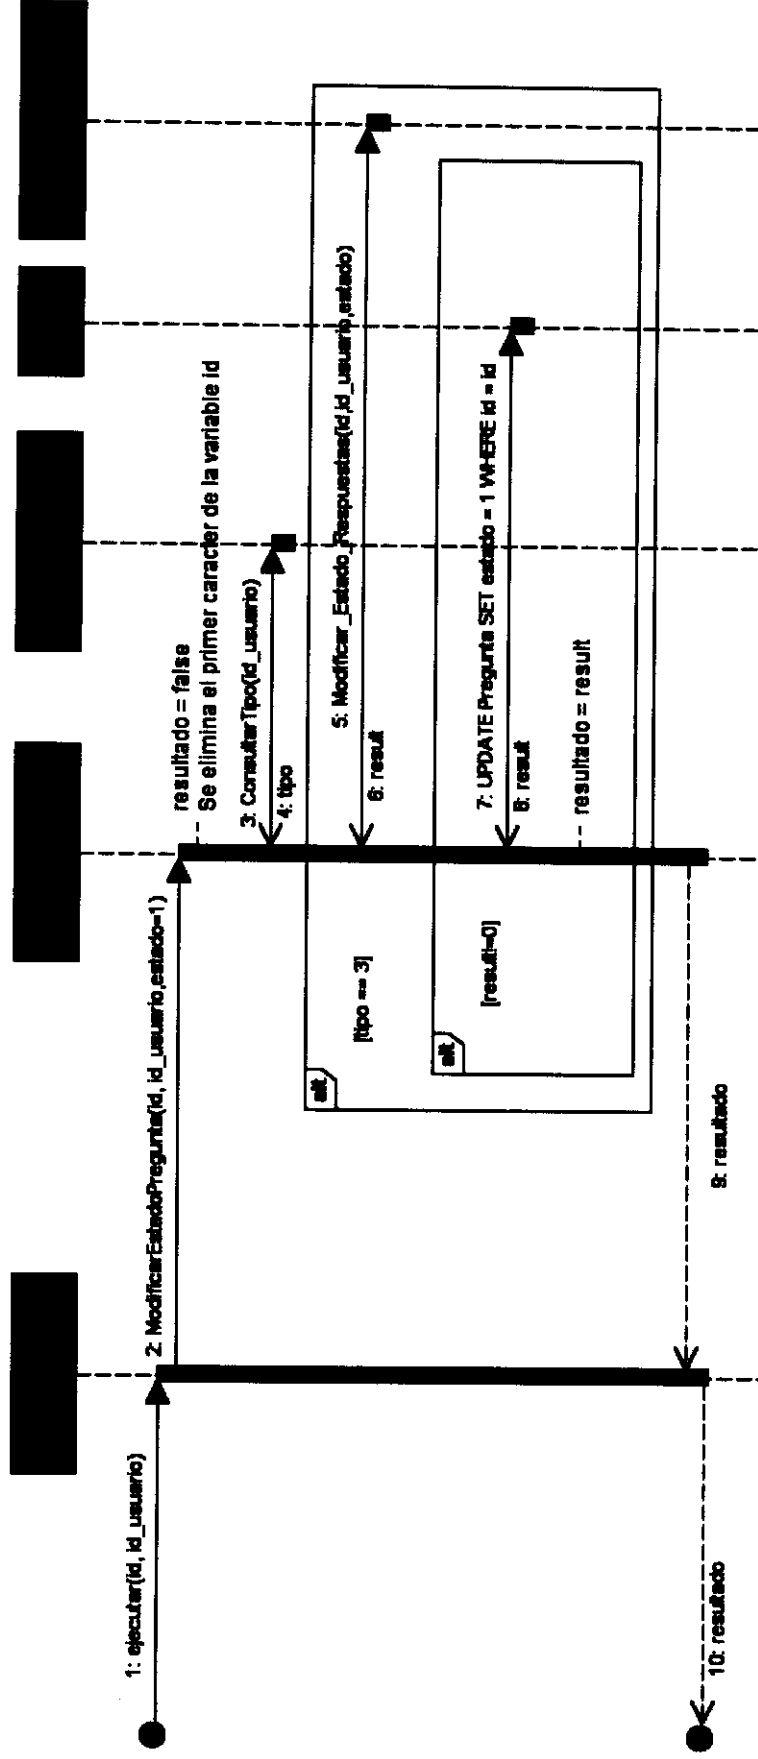 1: ejecutar(id, id_usuario)
2: ModificarEstadoPregunta(id, id_usuario,estado=1)
resultado = false
Se elimina el primer caracter de la variable id
3: ConsultarTipo(id_usuario)
4: tipo
alt
[tipo == 3]
5: Modificar_Estado_Respuestas(id,id_usuario,estado)
6: result
alt
[result!=0]
7: UPDATE Pregunta SET estado = 1 WHERE id = id
8: result
resultado = result
9: resultado
10: resultado